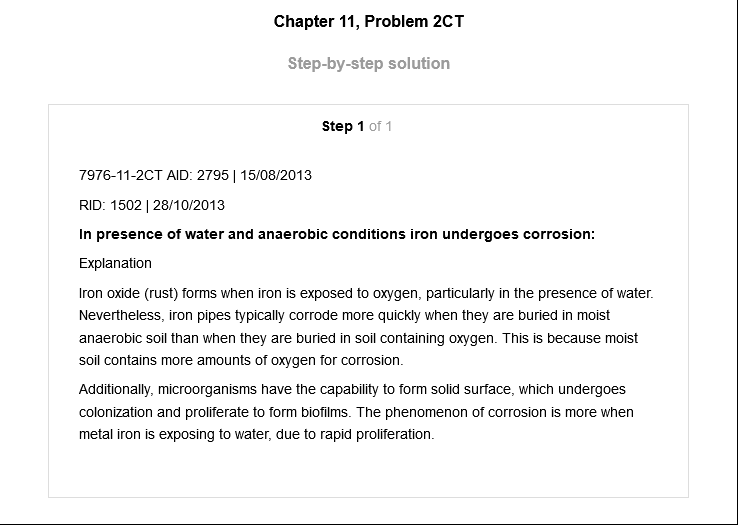 Chapter 11, Problem 2CT
Step-by-step solution
Step 1 of 1
7976-11-2CT AID: 2795 | 15/08/2013
RID: 1502 | 28/10/2013
In presence of water and anaerobic conditions iron undergoes corrosion:
Explanation
Iron oxide (rust) forms when iron is exposed to oxygen, particularly in the presence of water.
Nevertheless, iron pipes typically corrode more quickly when they are buried in moist
anaerobic soil than when they are buried in soil containing oxygen. This is because moist
soil contains more amounts of oxygen for corrosion.
Additionally, microorganisms have the capability to form solid surface, which undergoes
colonization and proliferate to form biofilms. The phenomenon of corrosion is more when
metal iron is exposing to water, due to rapid proliferation.